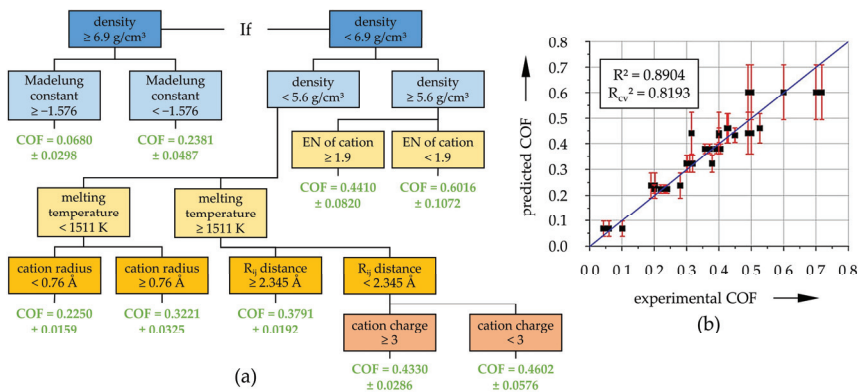 If
density
≥ 6.9 g/cm³
density
< 6.9 g/cm³
Madelung
constant
≥ −1.576
Madelung
constant
< −1.576
density
< 5.6 g/cm³
density
≥ 5.6 g/cm³
COF = 0.0680
± 0.0298
COF = 0.2381
± 0.0487
EN of cation
≥ 1.9
EN of cation
< 1.9
COF = 0.4410
± 0.0820
COF = 0.6016
± 0.1072
melting
temperature
< 1511 K
melting
temperature
≥ 1511 K
cation radius
< 0.76 Å
cation radius
≥ 0.76 Å
Rij distance
≥ 2.345 Å
Rij distance
< 2.345 Å
COF = 0.2250
± 0.0159
COF = 0.3221
± 0.0325
COF = 0.3791
± 0.0192
cation charge
≥ 3
cation charge
< 3
COF = 0.4330
± 0.0286
COF = 0.4602
± 0.0576
(a)
R² = 0.8904
Rcv² = 0.8193
predicted COF
0.8
0.7
0.6
0.5
0.4
0.3
0.2
0.1
0.0
0.0 0.1 0.2 0.3 0.4 0.5 0.6 0.7 0.8
experimental COF
(b)